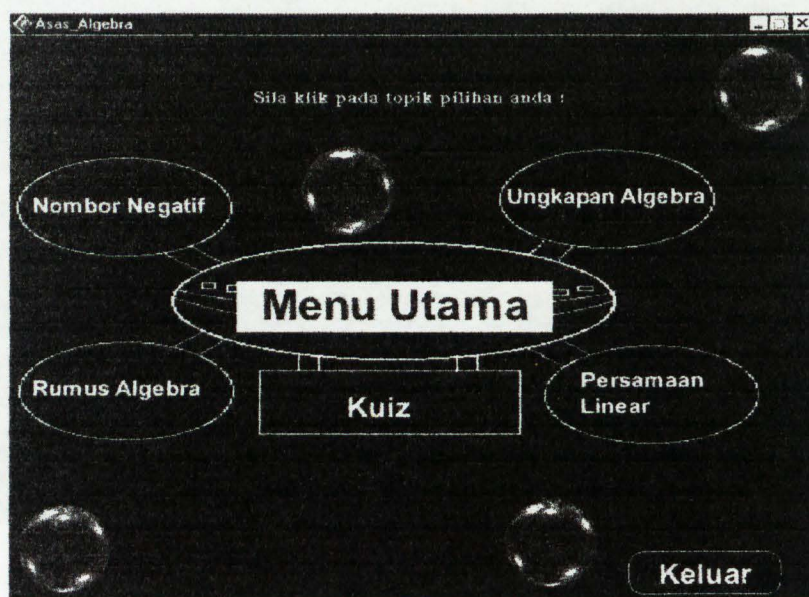 Asas_Algebra
Sila klik pada topik pilihan anda :
Nombor Negatif
Ungkapan Algebra
Menu Utama
Rumus Algebra
Kuiz
Persamaan
Linear
Keluar